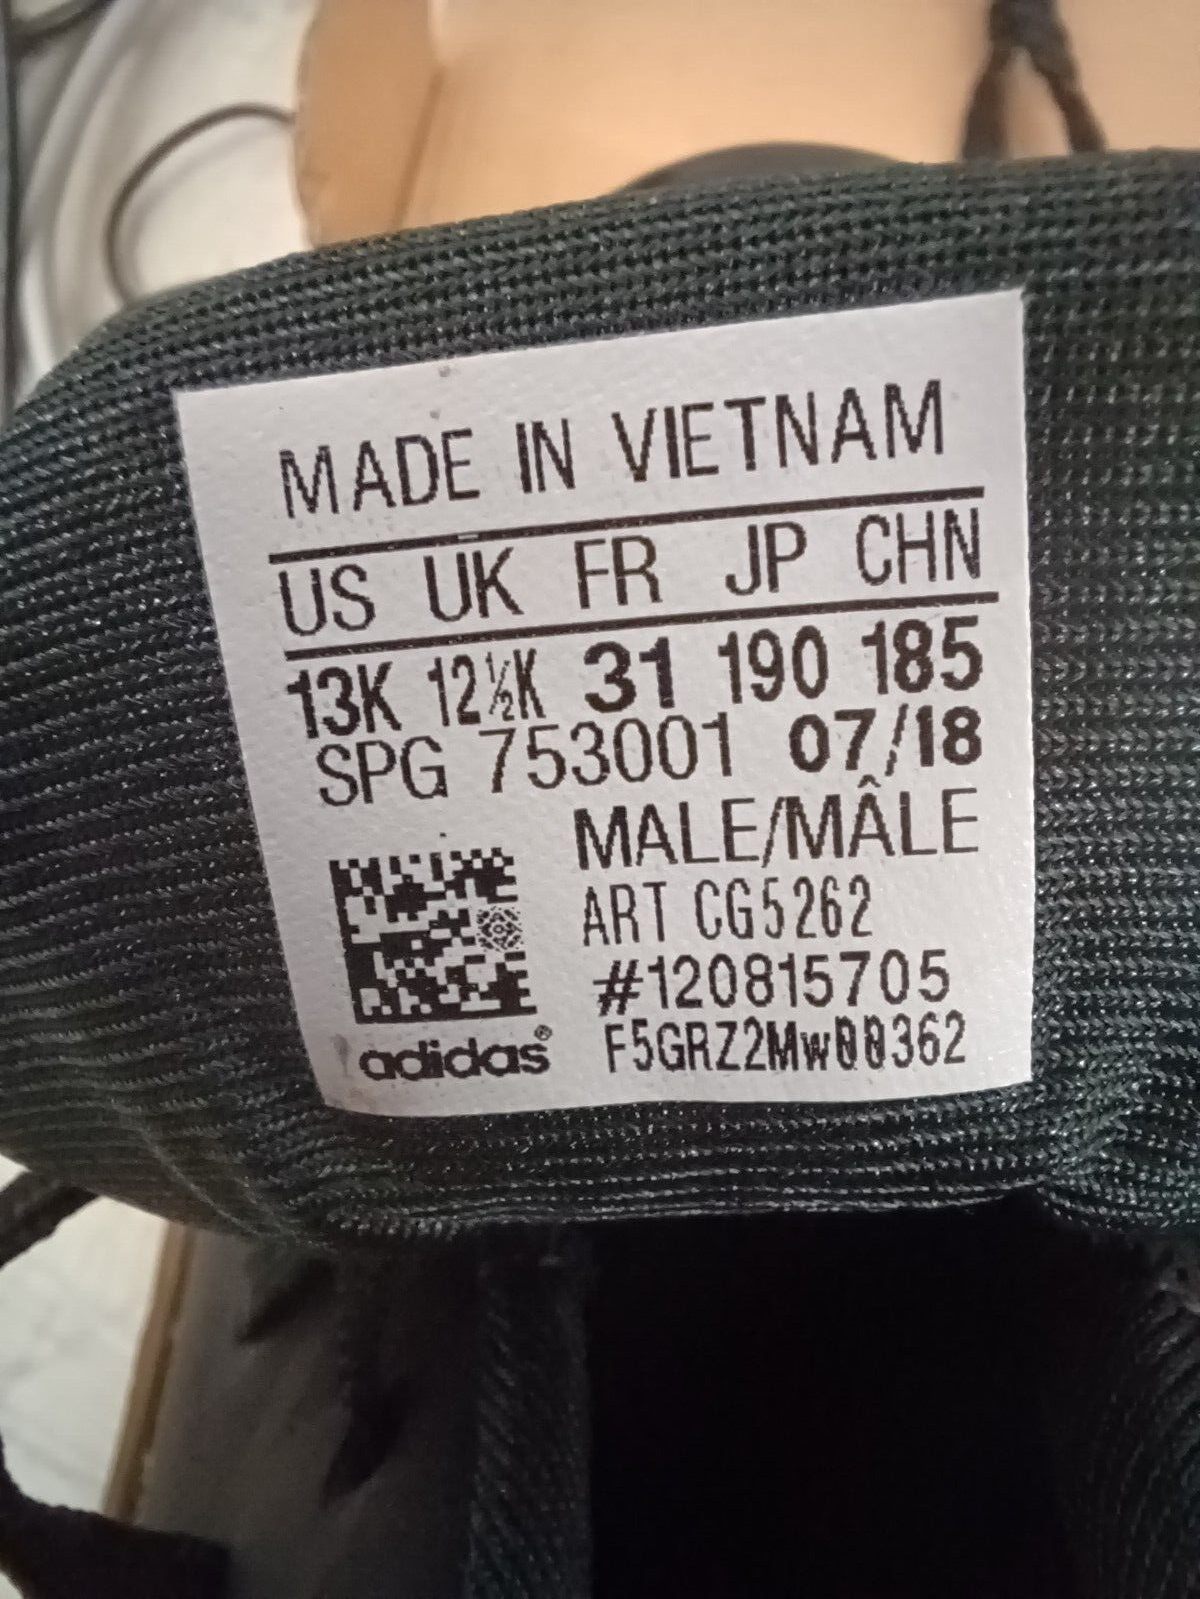 MADE IN VIETNAM
US UK FR JP CHN
13K 12½K 31 190 185
SPG 753001 07/18
MALE/MÂLE
ART CG5262
#120815705
adidas® F5GRZ2Mw00362